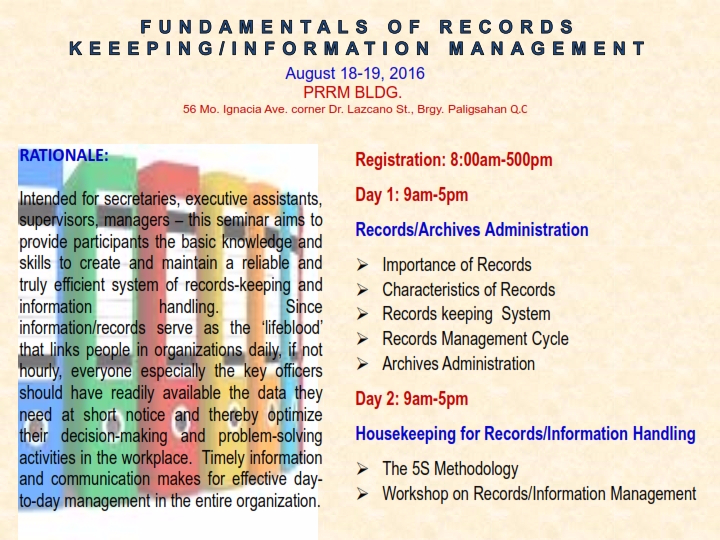 FUNDAMENTALS OF RECORDS
KEEEPING/INFORMATION MANAGEMENT
August 18-19, 2016
PRRM BLDG.
56 Mo. Ignacia Ave. corner Dr. Lazcano St., Brgy. Paligsahan Q.C
RATIONALE:
Intended for secretaries, executive assistants,
supervisors, managers – this seminar aims to
provide participants the basic knowledge and
skills to create and maintain a reliable and
truly efficient system of records-keeping and
information handling. Since
information/records serve as the ‘lifeblood’
that links people in organizations daily, if not
hourly, everyone especially the key officers
should have readily available the data they
need at short notice and thereby optimize
their decision-making and problem-solving
activities in the workplace. Timely information
and communication makes for effective day-
to-day management in the entire organization.
Registration: 8:00am-500pm
Day 1: 9am-5pm
Records/Archives Administration
➢ Importance of Records
➢ Characteristics of Records
➢ Records keeping System
➢ Records Management Cycle
➢ Archives Administration
Day 2: 9am-5pm
Housekeeping for Records/Information Handling
➢ The 5S Methodology
➢ Workshop on Records/Information Management